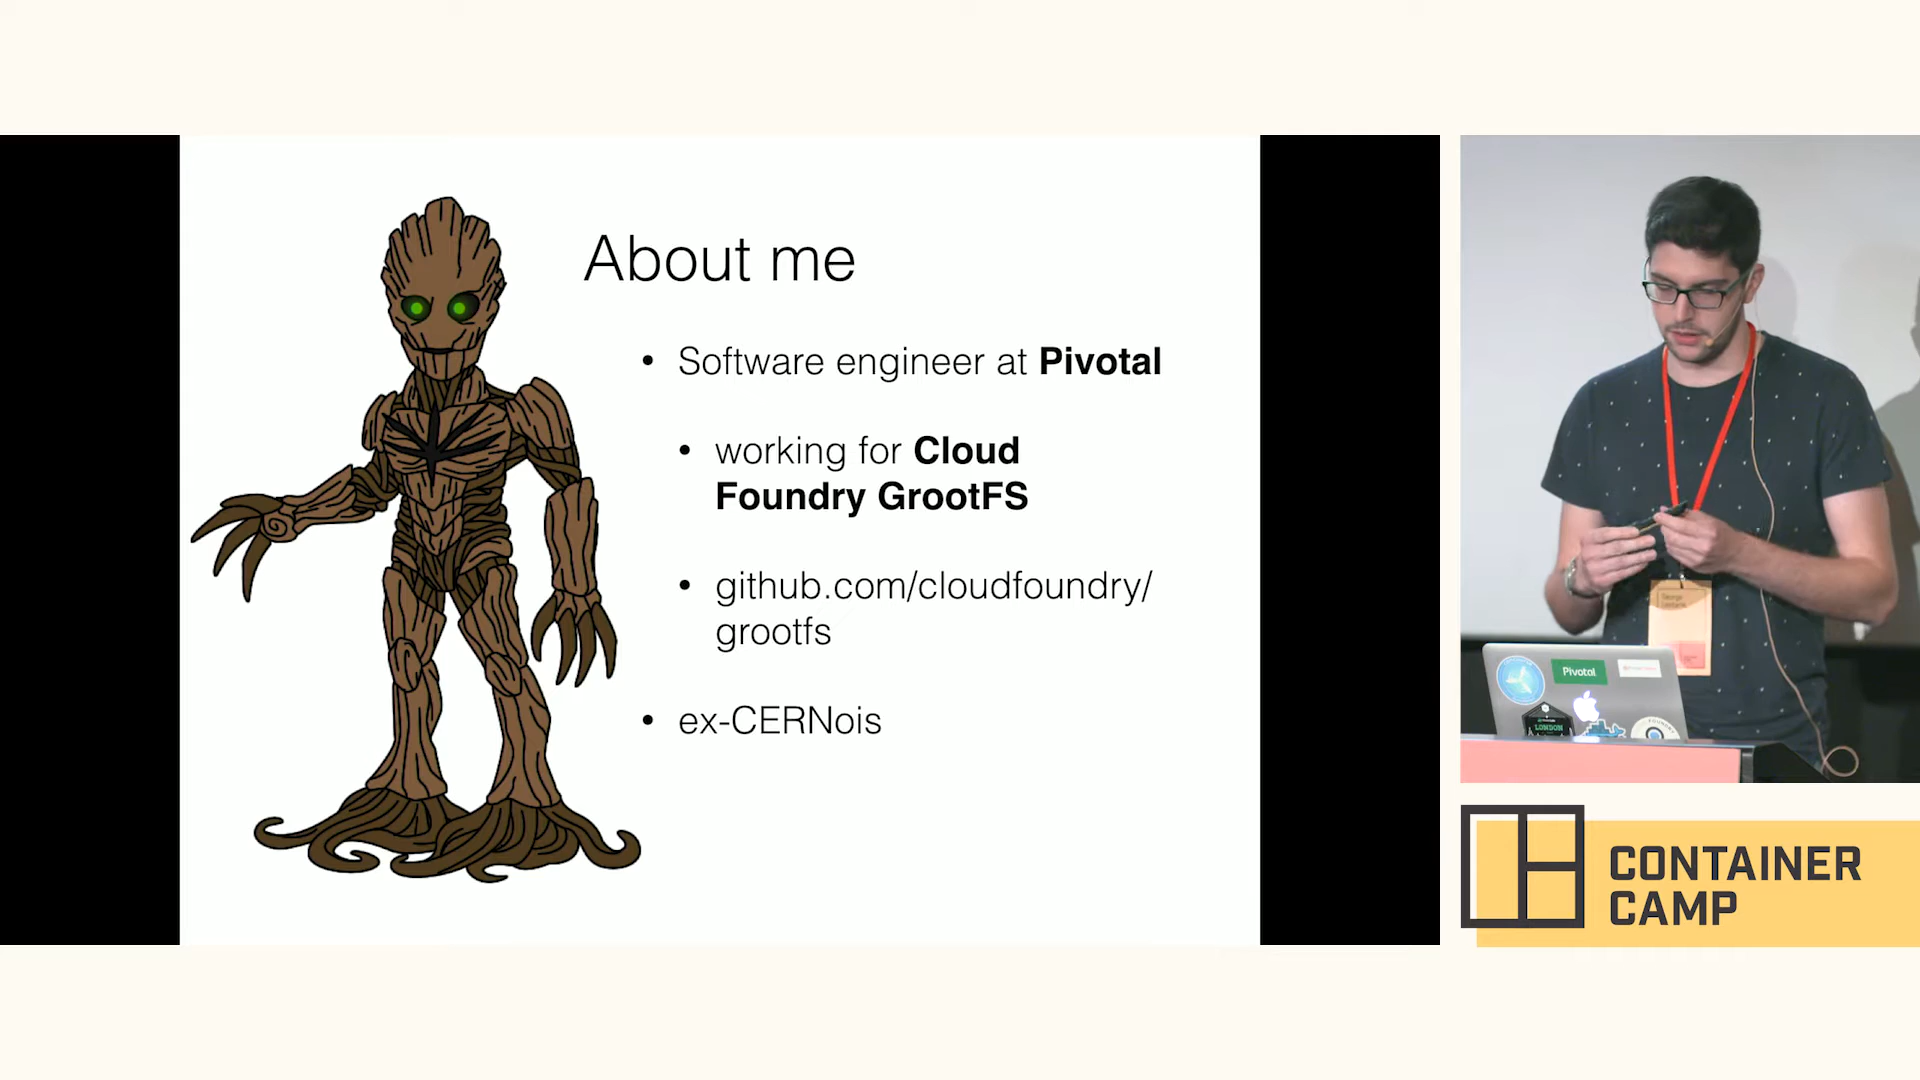 About me
• Software engineer at Pivotal
• working for Cloud
Foundry GrootFS
• github.com/cloudfoundry/
grootfs
• ex-CERNois
Pivotal
LONDON
CONTAINER
CAMP